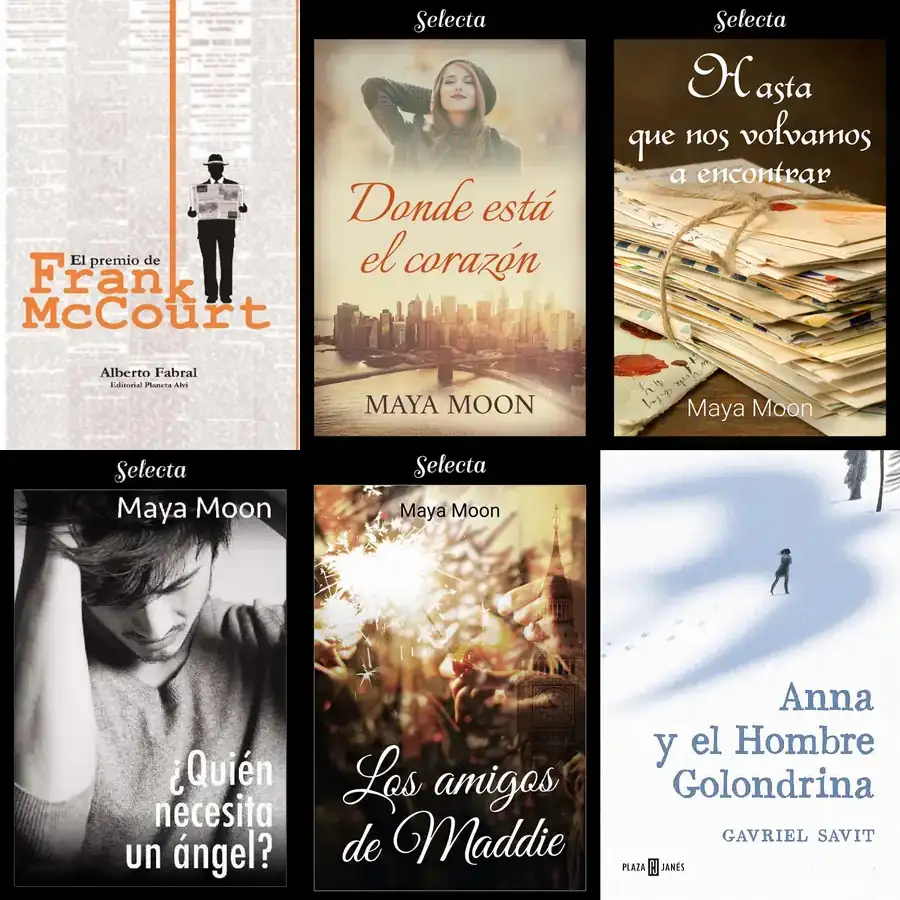 El premio de
Frank
McCourt
Alberto Fabral
Editorial Planeta Alvi
Selecta
Donde está
el corazón
MAYA MOON
Selecta
Hasta
que nos volvamos
a encontrar
Maya Moon
Selecta
Maya Moon
¿Quién
necesita
un ángel?
Selecta
Maya Moon
Los amigos
de Maddie
Anna
y el Hombre
Golondrina
GAVRIEL SAVIT
PLAZA JANÉS